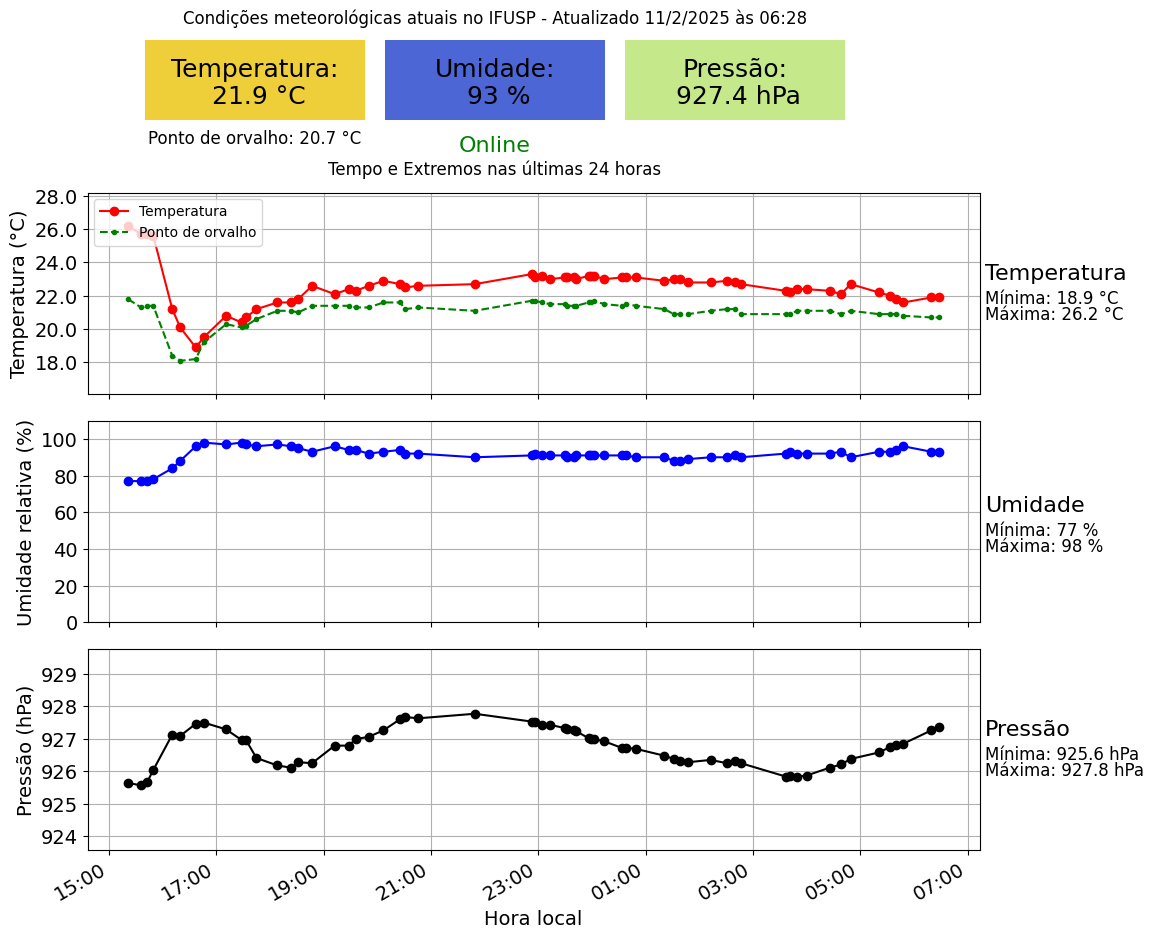 Condições meteorológicas atuais no IFUSP - Atualizado 11/2/2025 às 06:28
Temperatura:
21.9 °C
Umidade:
93 %
Pressão:
927.4 hPa
Ponto de orvalho: 20.7 °C
Online
Tempo e Extremos nas últimas 24 horas
Temperatura (°C)
28.0
26.0
24.0
22.0
20.0
18.0
Temperatura
Ponto de orvalho
Temperatura
Mínima: 18.9 °C
Máxima: 26.2 °C
Umidade relativa (%)
100
80
60
40
20
0
Umidade
Mínima: 77 %
Máxima: 98 %
Pressão (hPa)
929
928
927
926
925
924
Pressão
Mínima: 925.6 hPa
Máxima: 927.8 hPa
15:00
17:00
19:00
21:00
23:00
01:00
03:00
05:00
07:00
Hora local